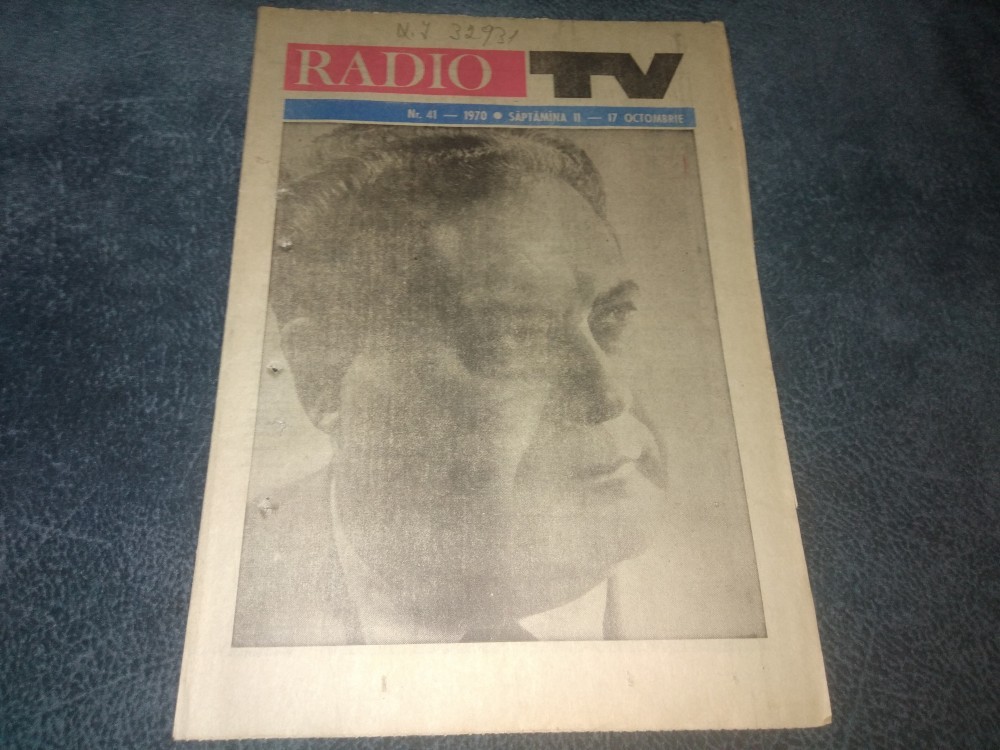 N.I 32931
RADIO TV
Nr. 41 — 1970 • SĂPTĂMÎNA 11 — 17 OCTOMBRIE